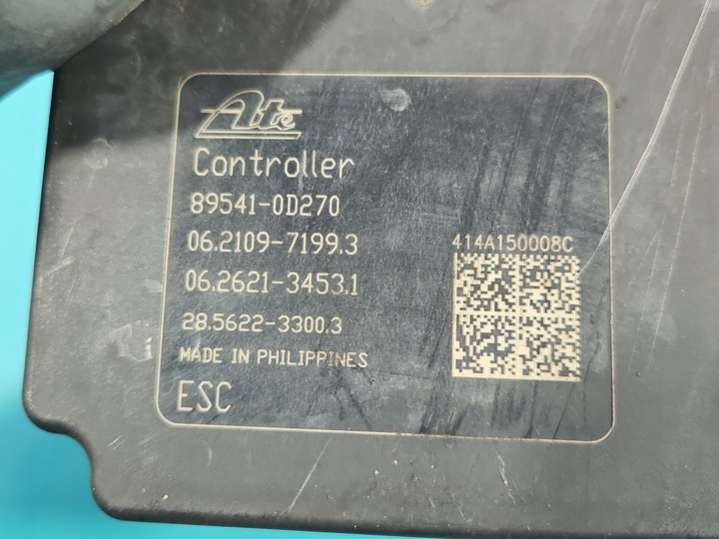 Ate
Controller
89541-0D270
06.2109-7199.3
414A150008C
06.2621-3453.1
28.5622-3300.3
MADE IN PHILIPPINES
ESC